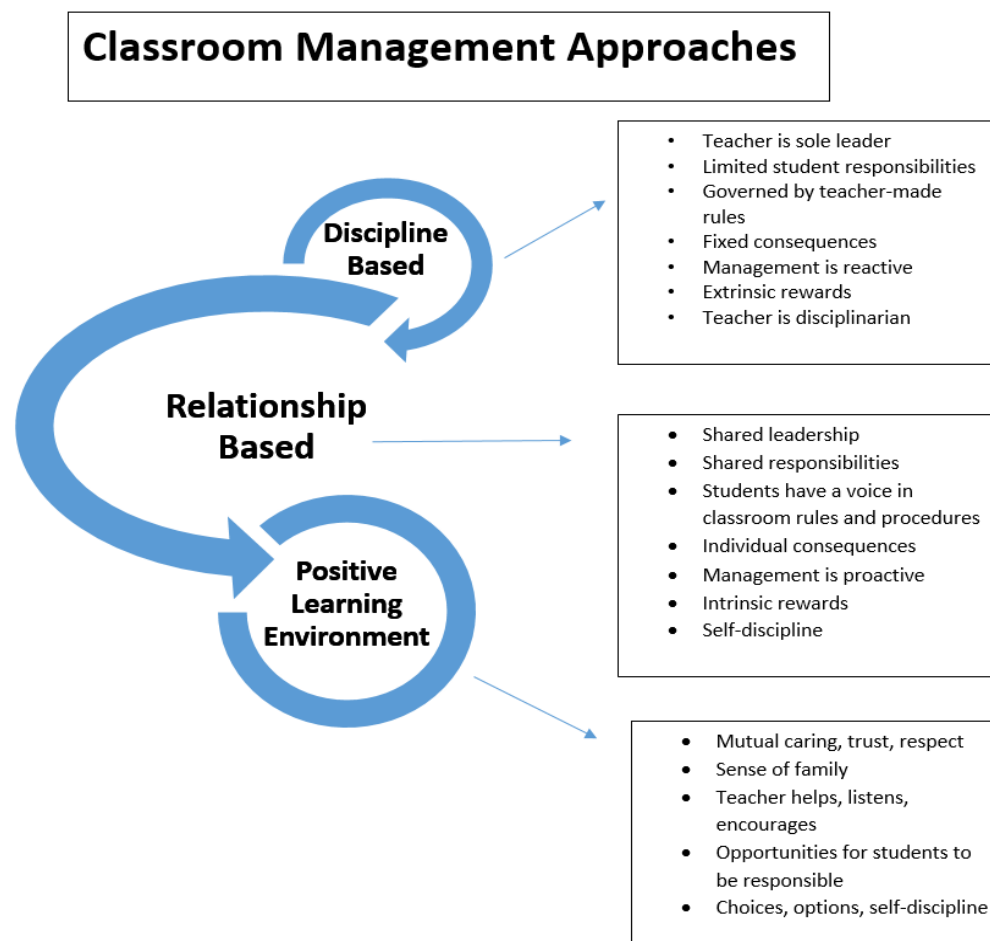 Classroom Management Approaches
Discipline
Based
• Teacher is sole leader
• Limited student responsibilities
• Governed by teacher-made
rules
• Fixed consequences
• Management is reactive
• Extrinsic rewards
• Teacher is disciplinarian
Relationship
Based
• Shared leadership
• Shared responsibilities
• Students have a voice in
classroom rules and procedures
• Individual consequences
• Management is proactive
• Intrinsic rewards
• Self-discipline
Positive
Learning
Environment
• Mutual caring, trust, respect
• Sense of family
• Teacher helps, listens,
encourages
• Opportunities for students to
be responsible
• Choices, options, self-discipline